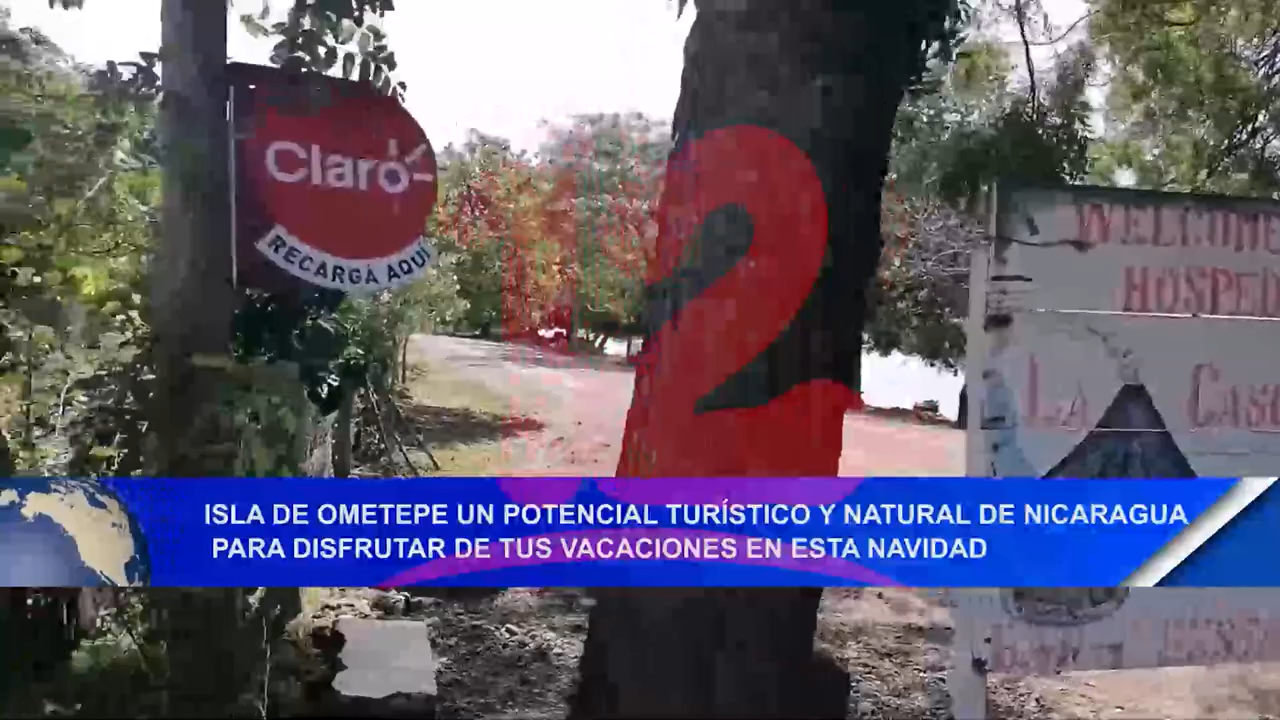 Claro
RECARGA AQUÍ
2
WELCOME
HOSPED
LA CAS
ISLA DE OMETEPE UN POTENCIAL TURÍSTICO Y NATURAL DE NICARAGUA
PARA DISFRUTAR DE TUS VACACIONES EN ESTA NAVIDAD